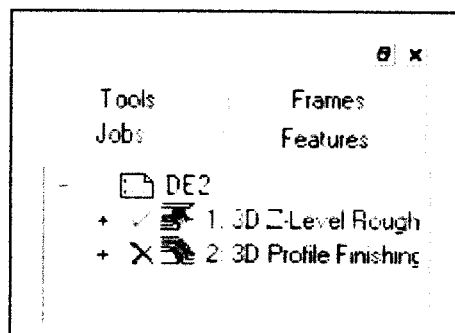 Tools Frames
Jobs Features
DE2
1: 3D Z-Level Rough
2: 3D Profile Finishing